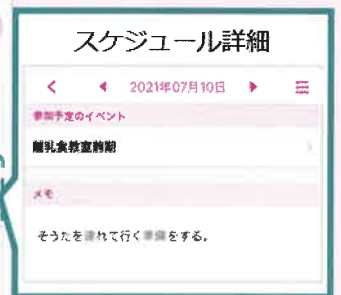 スケジュール詳細
2021年07月10日
参加予定のイベント
離乳食教室前期
メモ
そうたを連れて行く準備をする。